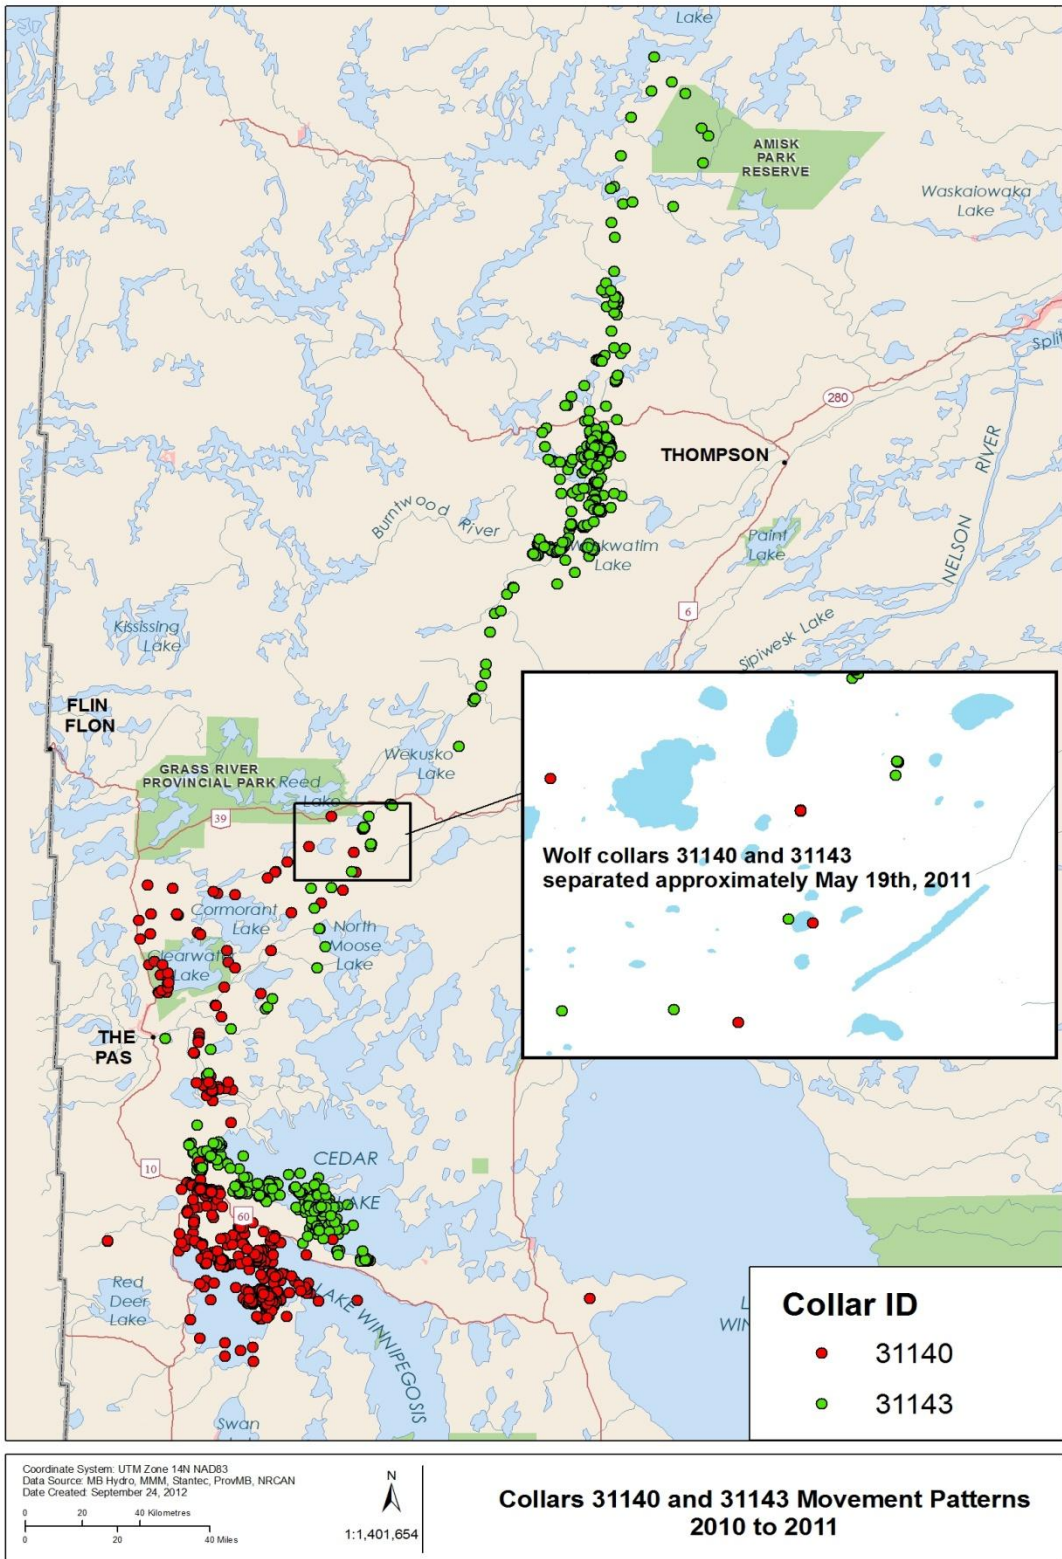 Lake
AMISK
PARK
RESERVE
Waskaiowaka
Lake
Split
280
THOMPSON
NELSON RIVER
Burntwood River
Paint
Lake
Lake
6
Sipiwesk Lake
Kississing
Lake
FLIN
FLON
Wekusko
Lake
GRASS RIVER
PROVINCIAL PARK
Reed
Lake
39
Wolf collars 31140 and 31143
separated approximately May 19th, 2011
Cormorant
Lake
North
Moose
Lake
Clearwater
Lake
THE
PAS
CEDAR
LAKE
10
60
Red
Deer
Lake
LAKE WINNIPEGOSIS
Swan
L
WIN
Collar ID
31140
31143
Coordinate System: UTM Zone 14N NAD83
Data Source: MB Hydro, MMM, Stantec, ProvMB, NRCAN
Date Created: September 24, 2012
0 20 40 Kilometres
0 20 40 Miles
N
1:1,401,654
Collars 31140 and 31143 Movement Patterns
2010 to 2011